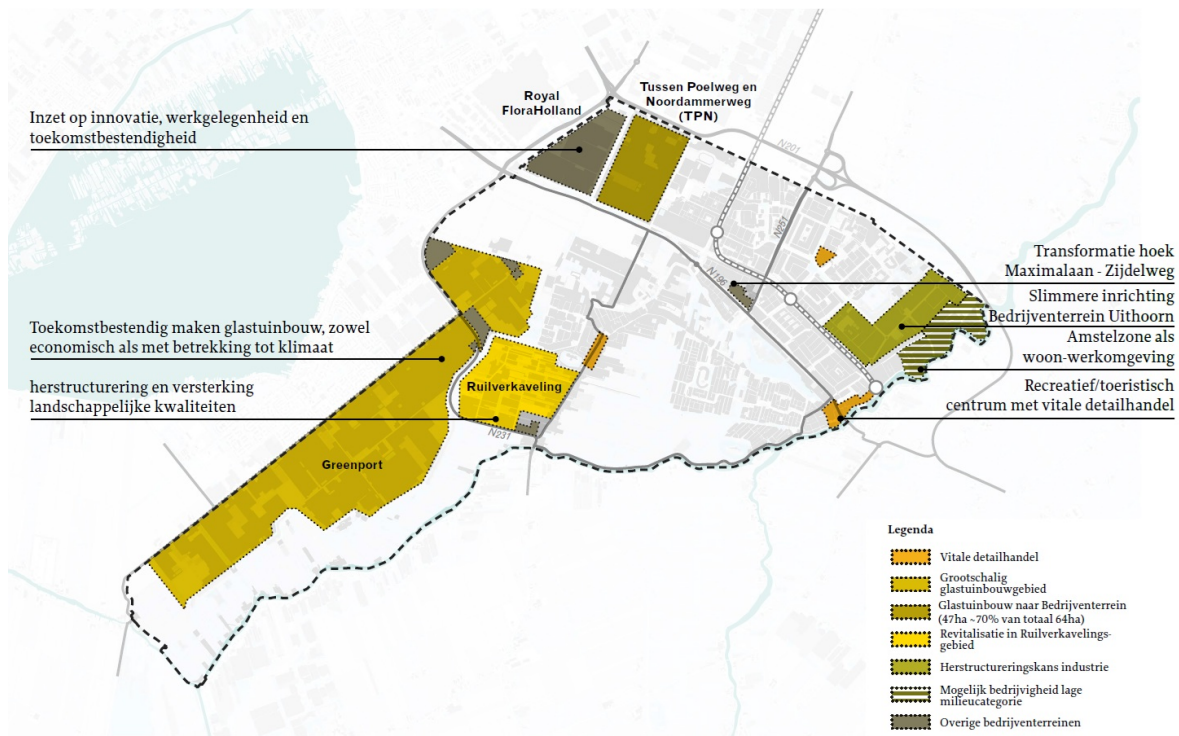 Royal
FloraHolland
Tussen Poelweg en
Noordammerweg
(TPN)
Inzet op innovatie, werkgelegenheid en
toekomstbestendigheid
N201
N251
N196
Transformatie hoek
Maximalaan - Zijdelweg
Slimmere inrichting
Bedrijventerrein Uithoorn
Amstelzone als
woon-werkomgeving
Recreatief/toeristisch
centrum met vitale detailhandel
Toekomstbestendig maken glastuinbouw, zowel
economisch als met betrekking tot klimaat
herstructurering en versterking
landschappelijke kwaliteiten
Ruilverkaveling
N231
Greenport
Legenda
Vitale detailhandel
Grootschalig
glastuinbouwgebied
Glastuinbouw naar Bedrijventerrein
(47ha ~70% van totaal 64ha)
Revitalisatie in Ruilverkavelings-
gebied
Herstructureringskans industrie
Mogelijk bedrijvigheid lage
milieucategorie
Overige bedrijventerreinen